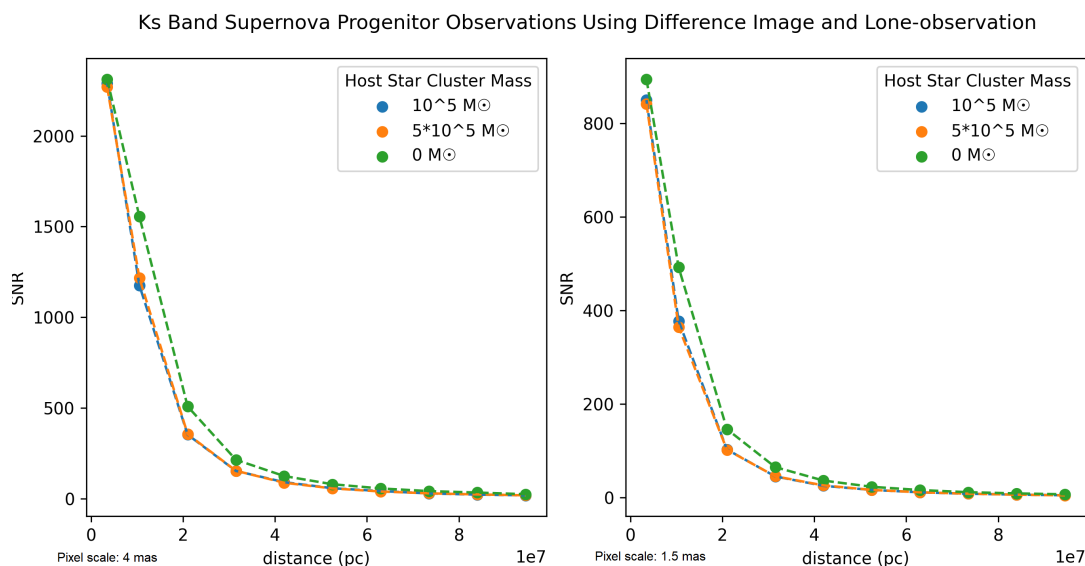 Ks Band Supernova Progenitor Observations Using Difference Image and Lone-observation
SNR
2000
1500
1000
500
0
Host Star Cluster Mass
10^5 M☉
5*10^5 M☉
0 M☉
0
2
4
6
8
1e7
distance (pc)
Pixel scale: 4 mas
SNR
800
600
400
200
0
Host Star Cluster Mass
10^5 M☉
5*10^5 M☉
0 M☉
0
2
4
6
8
1e7
distance (pc)
Pixel scale: 1.5 mas